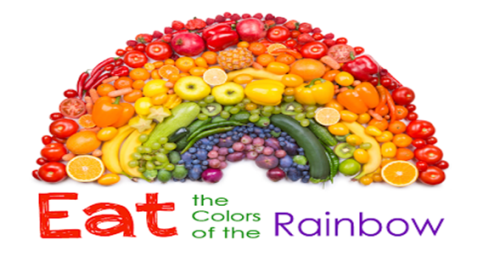 Eat
the
Colors
of the
Rainbow